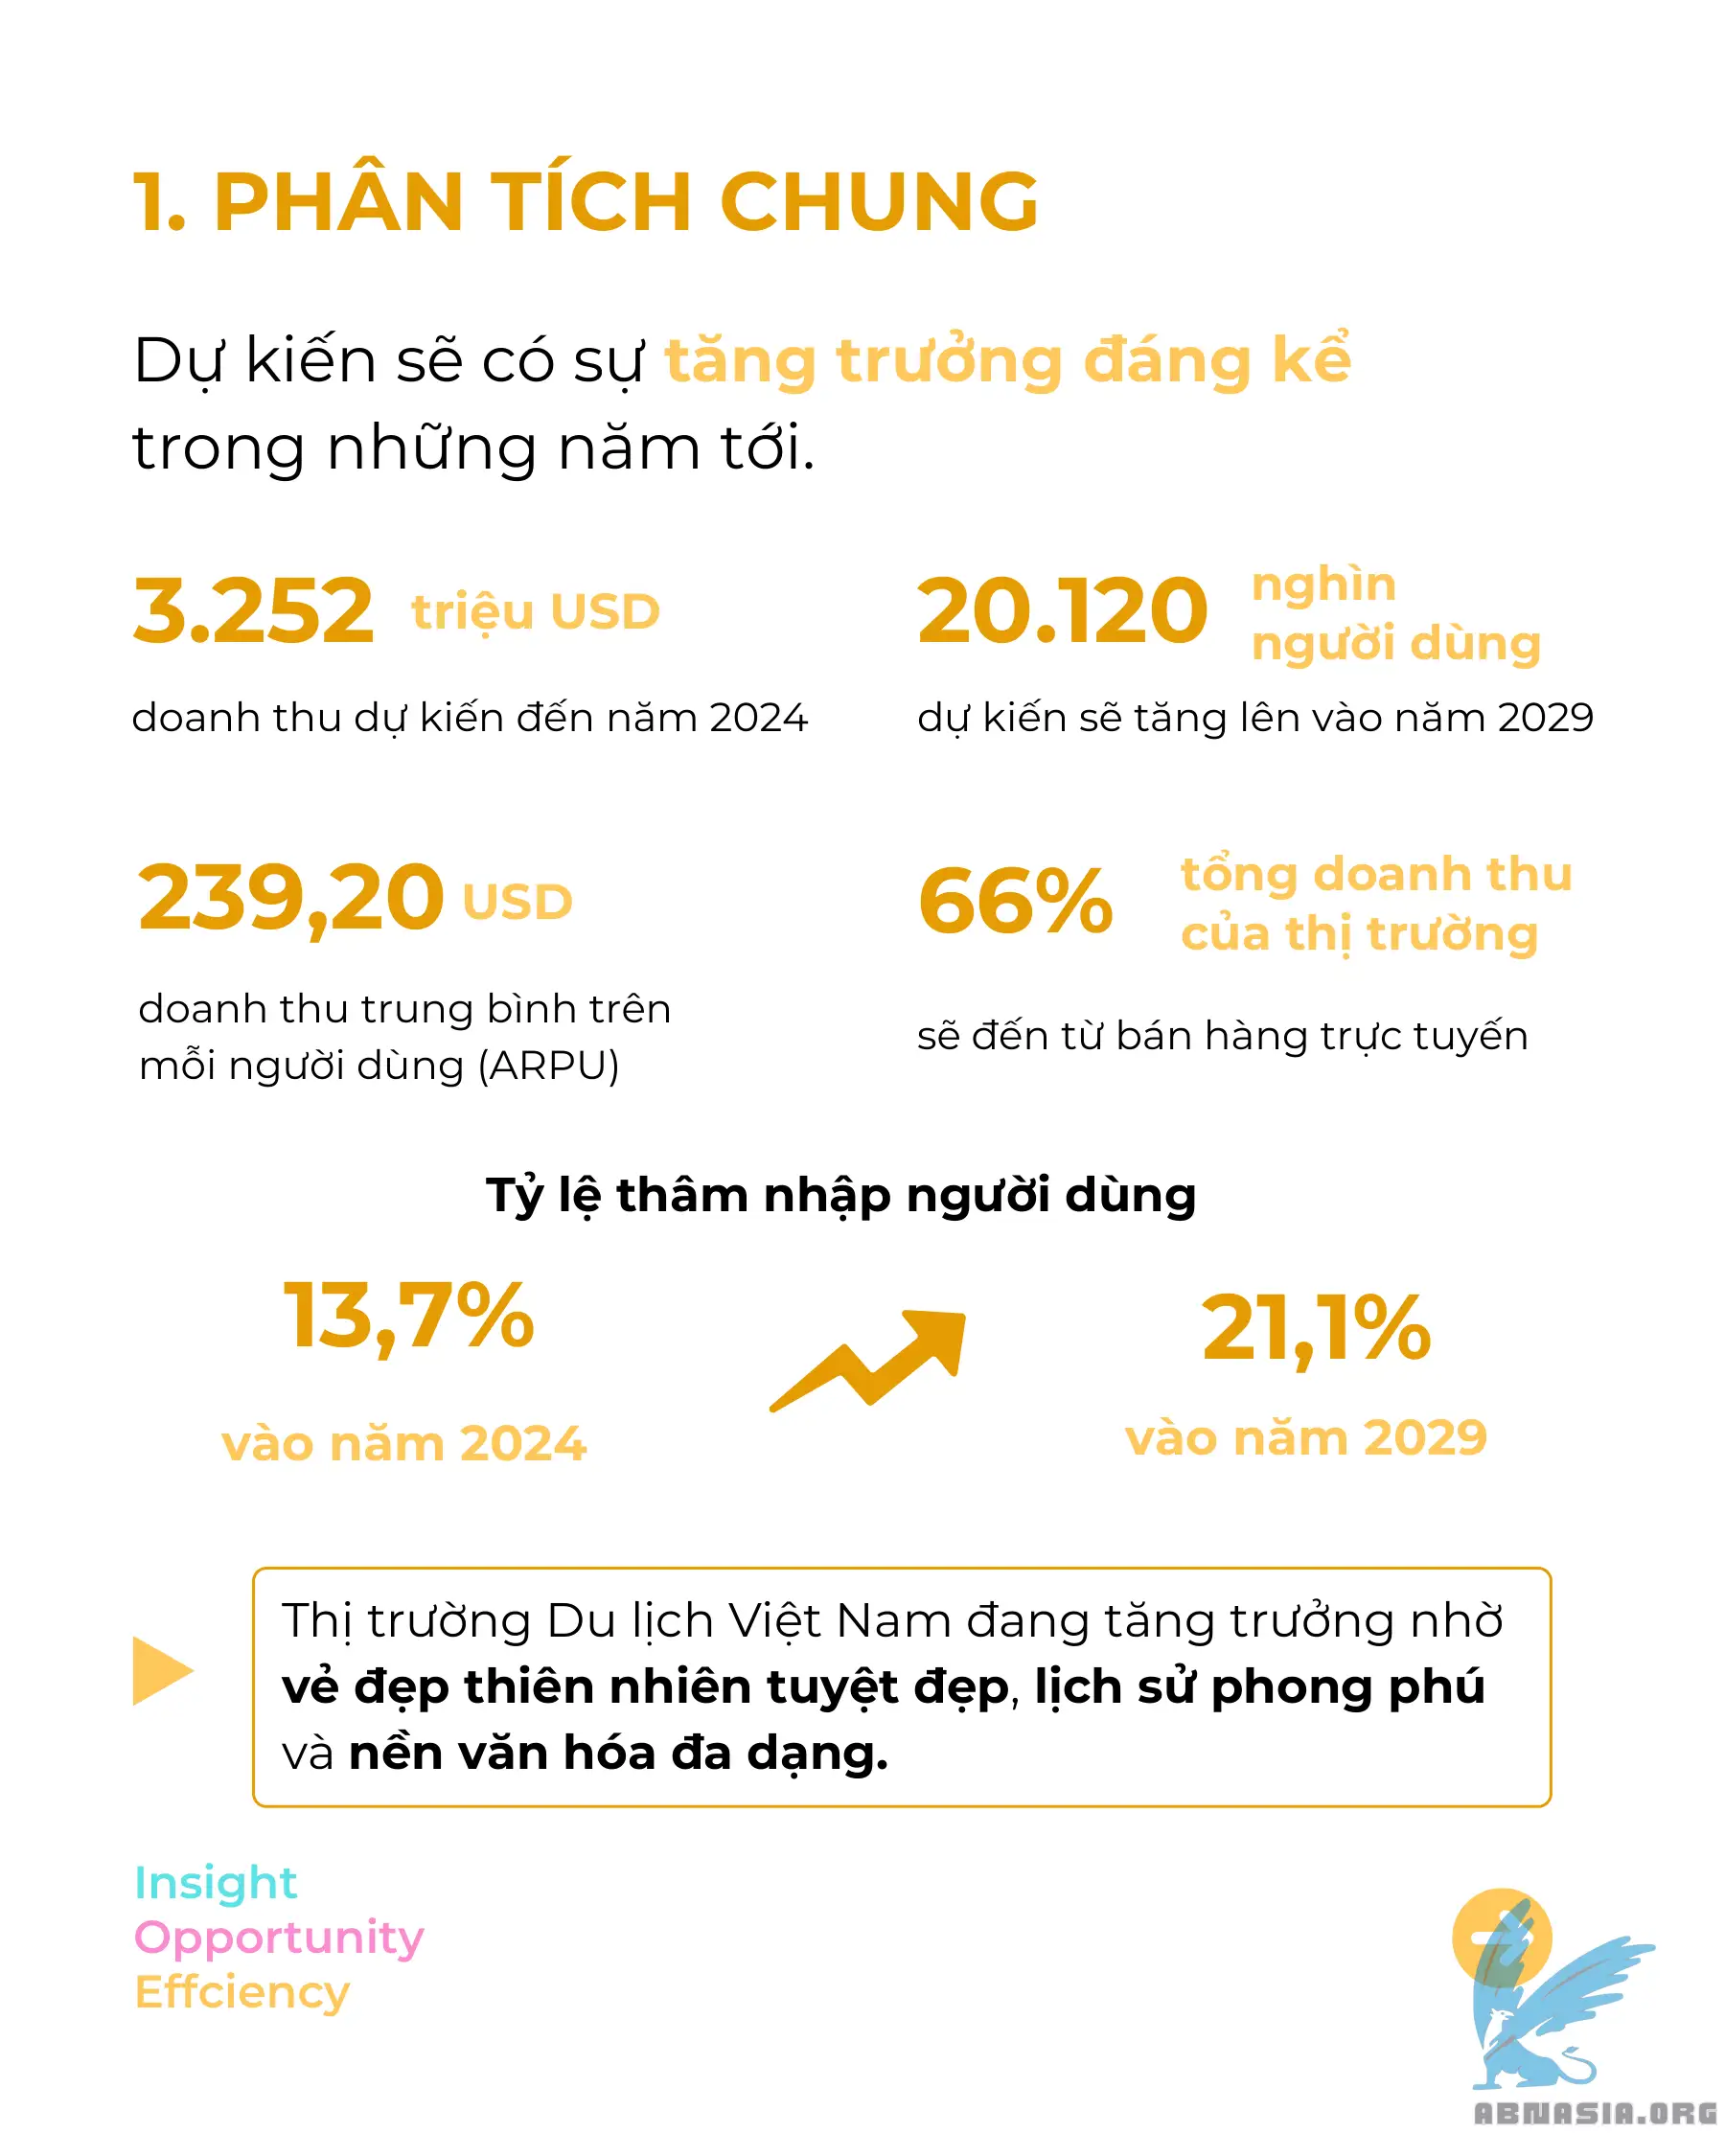 1. PHÂN TÍCH CHUNG
Dự kiến sẽ có sự tăng trưởng đáng kể
trong những năm tới.
3.252 triệu USD
doanh thu dự kiến đến năm 2024
20.120 nghìn
người dùng
dự kiến sẽ tăng lên vào năm 2029
239,20 USD
doanh thu trung bình trên
mỗi người dùng (ARPU)
66% tổng doanh thu
của thị trường
sẽ đến từ bán hàng trực tuyến
Tỷ lệ thâm nhập người dùng
13,7%
vào năm 2024
21,1%
vào năm 2029
Thị trường Du lịch Việt Nam đang tăng trưởng nhờ
vẻ đẹp thiên nhiên tuyệt đẹp, lịch sử phong phú
và nền văn hóa đa dạng.
Insight
Opportunity
Effciency
ABNASIA.ORG